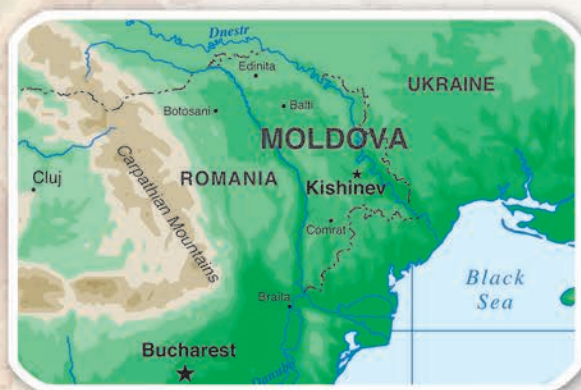 Dnestr
Edinita
UKRAINE
Botosani
Balti
MOLDOVA
Cluj
Carpathian Mountains
ROMANIA
Kishinev
Comrat
Black
Sea
Braila
Bucharest
Danube